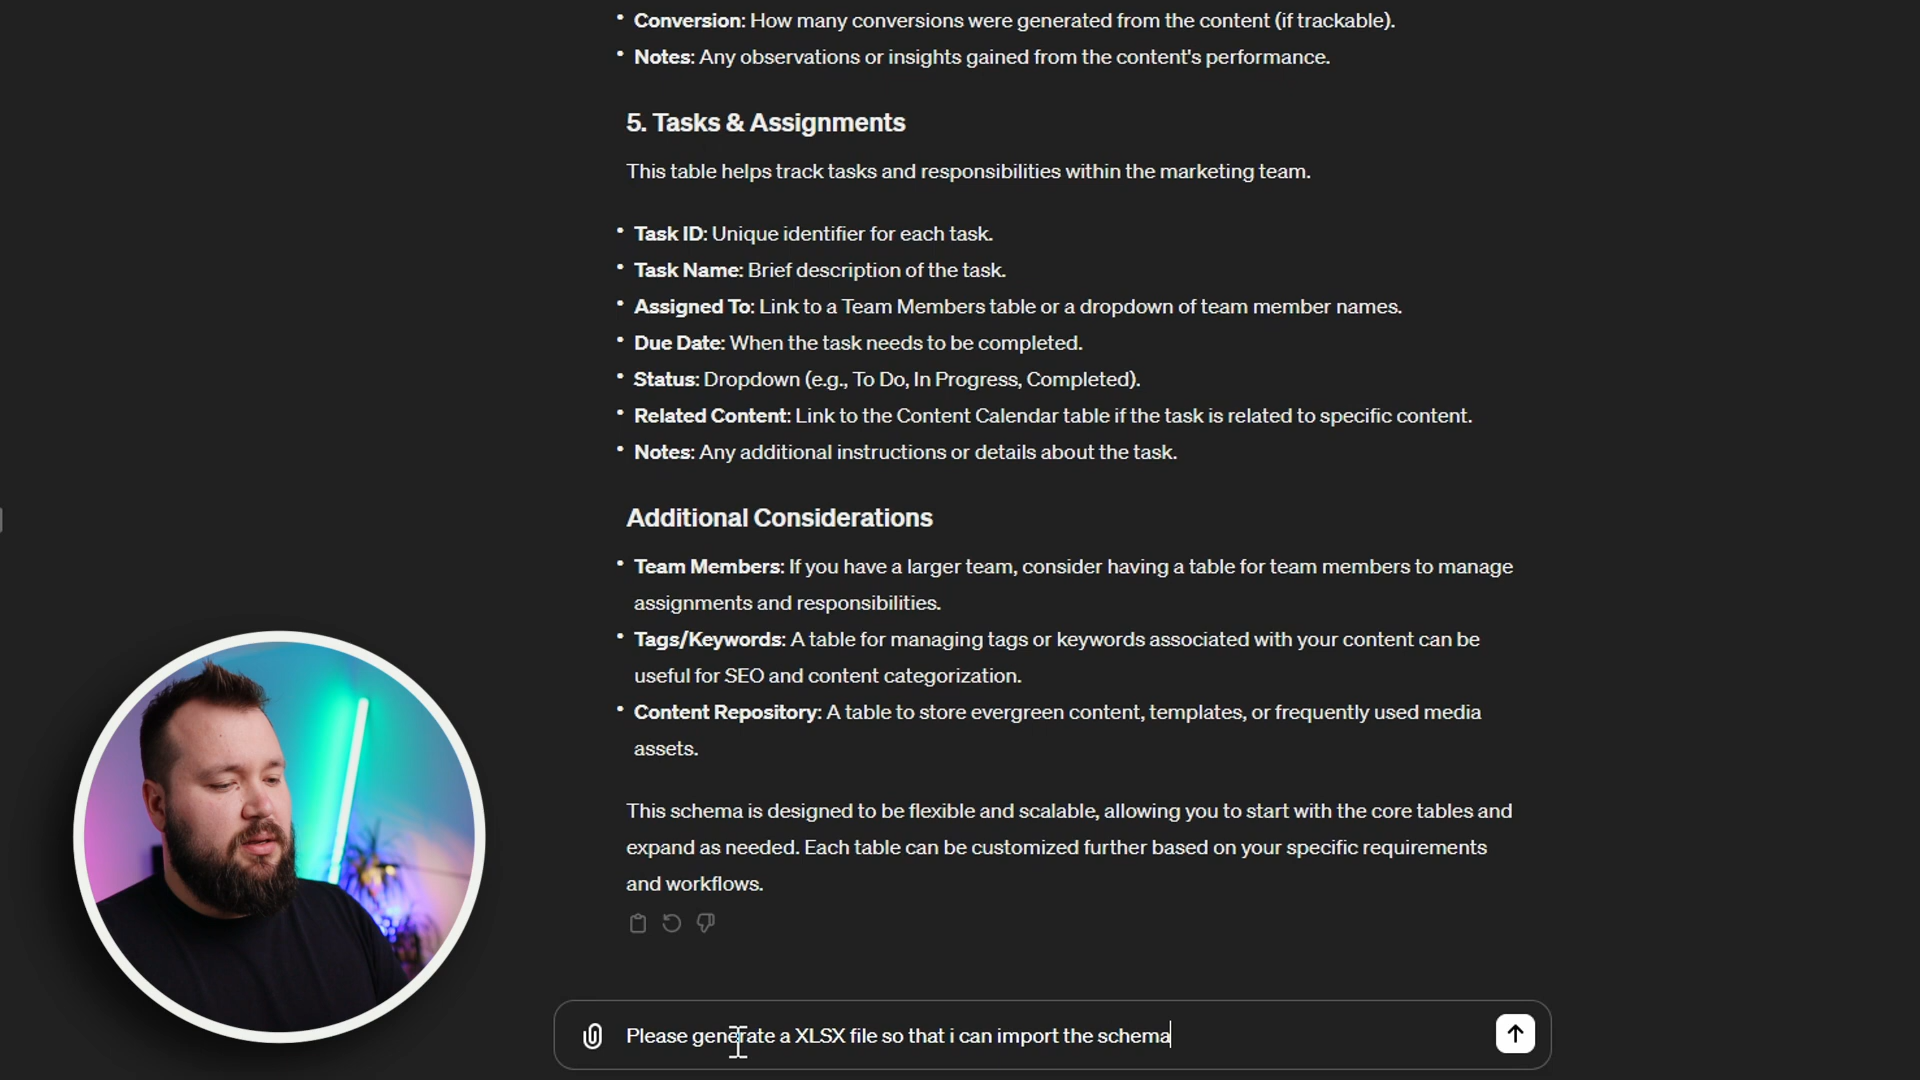 Conversion: How many conversions were generated from the content (if trackable).
Notes: Any observations or insights gained from the content's performance.
5. Tasks & Assignments
This table helps track tasks and responsibilities within the marketing team.
Task ID: Unique identifier for each task.
Task Name: Brief description of the task.
Assigned To: Link to a Team Members table or a dropdown of team member names.
Due Date: When the task needs to be completed.
Status: Dropdown (e.g., To Do, In Progress, Completed).
Related Content: Link to the Content Calendar table if the task is related to specific content.
Notes: Any additional instructions or details about the task.
Additional Considerations
Team Members: If you have a larger team, consider having a table for team members to manage
assignments and responsibilities.
Tags/Keywords: A table for managing tags or keywords associated with your content can be
useful for SEO and content categorization.
Content Repository: A table to store evergreen content, templates, or frequently used media
assets.
This schema is designed to be flexible and scalable, allowing you to start with the core tables and
expand as needed. Each table can be customized further based on your specific requirements
and workflows.
Please generate a XLSX file so that i can import the schema